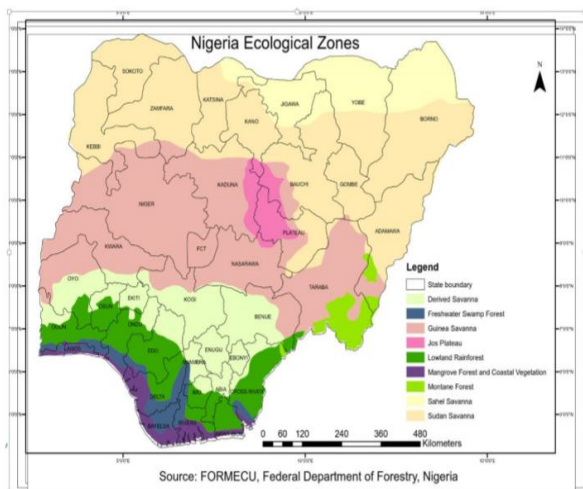 Nigeria Ecological Zones
N
SOKOTO
KATSINA
JIGAWA
YOBE
ZAMFARA
KANO
BORNO
KEBBI
KADUNA
BAUCHI
GOMBE
NIGER
PLATEAU
ADAMAWA
KWARA
FCT
NASARAWA
TARABA
OYO
EKITI
KOGI
BENUE
OSUN
ONDO
OGUN
LAGOS
EDO
ENUGU
EBONYI
ANAMBRA
DELTA
IMO
ABIA
CROSS RIVER
BAYELSA
RIVERS
Legend
State boundary
Derived Savanna
Freshwater Swamp Forest
Guinea Savanna
Jos Plateau
Lowland Rainforest
Mangrove Forest and Coastal Vegetation
Montane Forest
Sahel Savanna
Sudan Savanna
0 60 120 240 360 480
Kilometers
Source: FORMECU, Federal Department of Forestry, Nigeria